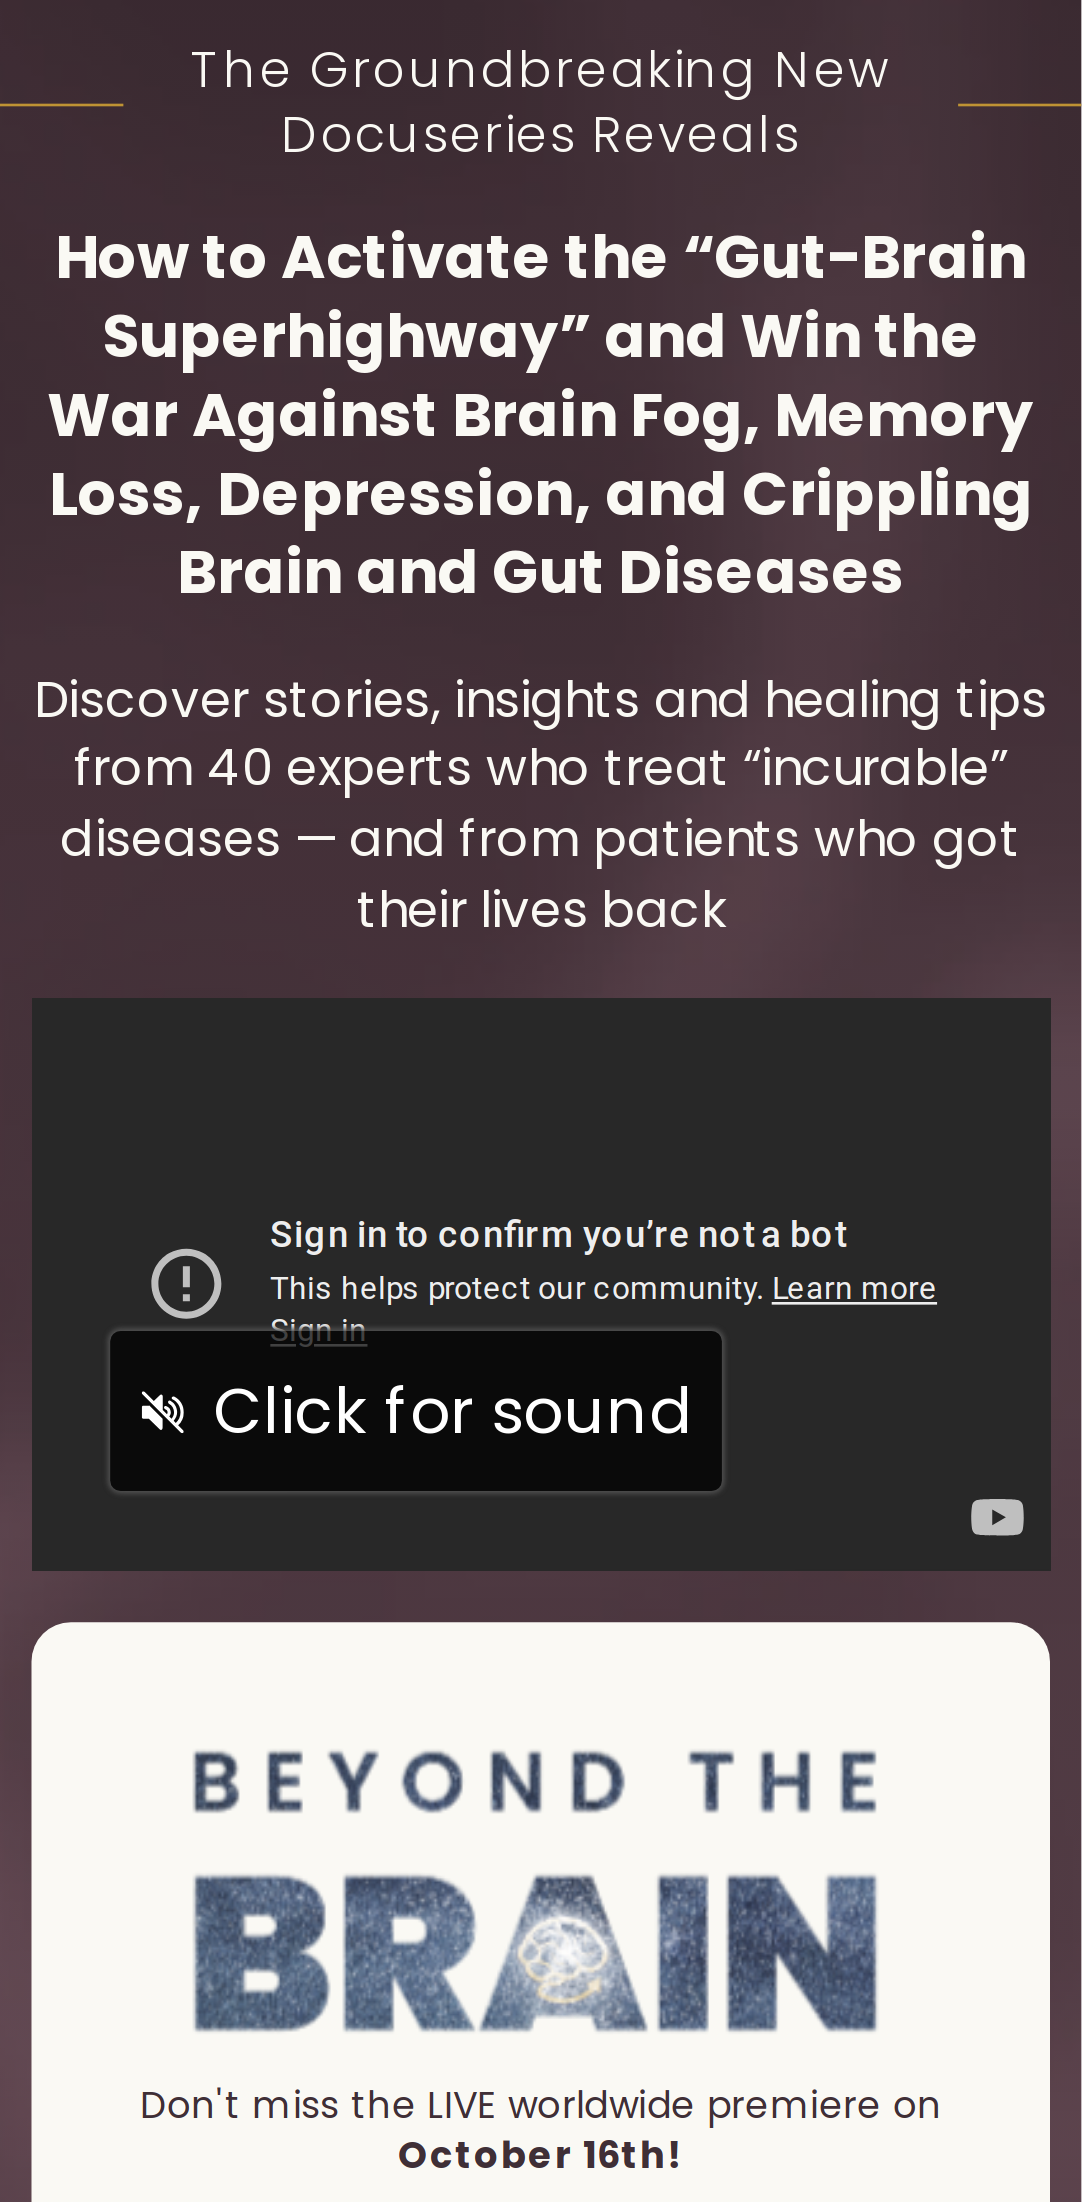 The Groundbreaking New
Docuseries Reveals
How to Activate the “Gut-Brain
Superhighway” and Win the
War Against Brain Fog, Memory
Loss, Depression, and Crippling
Brain and Gut Diseases
Discover stories, insights and healing tips
from 40 experts who treat “incurable”
diseases — and from patients who got
their lives back
Sign in to confirm you’re not a bot
This helps protect our community. Learn more
Sign in
Click for sound
BEYOND THE
BRAIN
Don't miss the LIVE worldwide premiere on
October 16th!